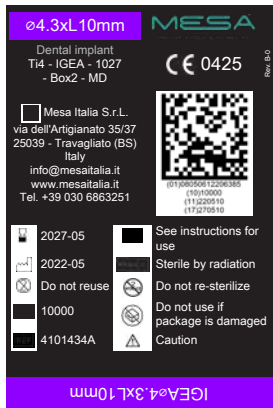 ⌀4.3xL10mm
MESA
Dental implant
Ti4 - IGEA - 1027
- Box2 - MD
CE 0425
Rev. B-0
Mesa Italia S.r.L.
via dell'Artigianato 35/37
25039 - Travagliato (BS)
Italy
info@mesaitalia.it
www.mesaitalia.it
Tel. +39 030 6863251
(01)08050612206385
(10)10000
(11)220510
(17)270510
2027-05
2022-05
Do not reuse
10000
4101434A
See instructions for
use
Sterile by radiation
Do not re-sterilize
Do not use if
package is damaged
Caution
IGEA⌀4.3xL10mm